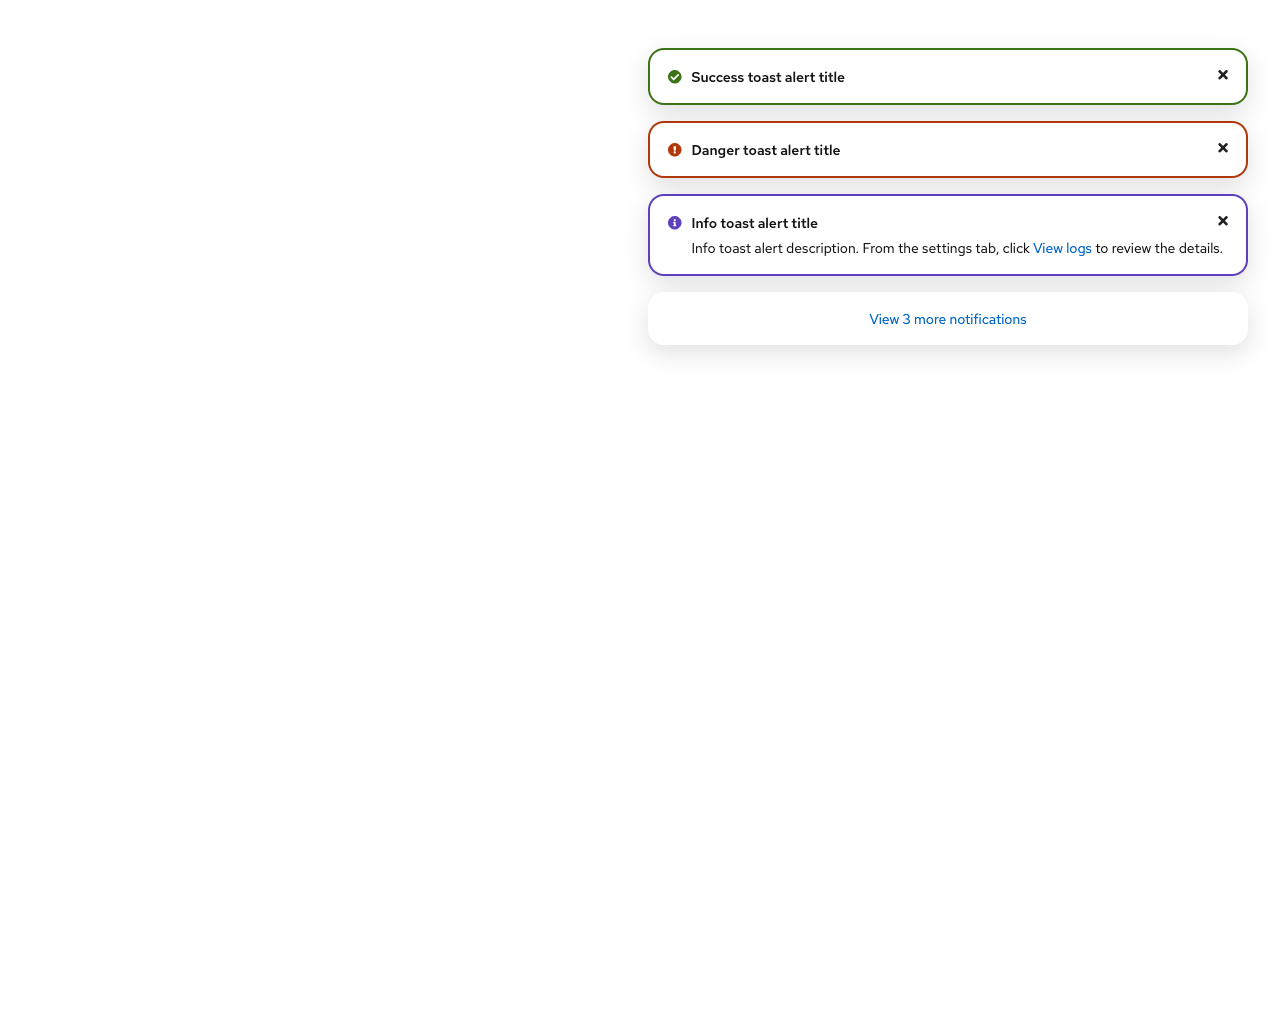 Success toast alert title
Danger toast alert title
Info toast alert title
Info toast alert description. From the settings tab, click View logs to review the details.
View 3 more notifications